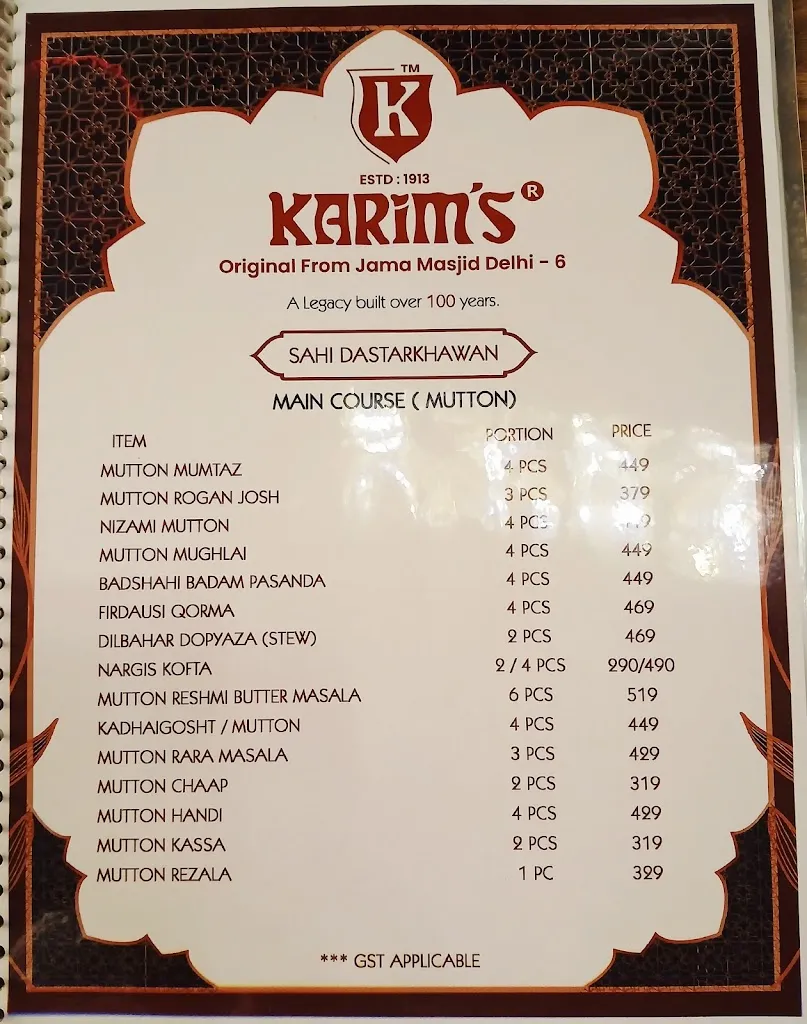 TM
K
ESTD : 1913
KARIM'S ®
Original From Jama Masjid Delhi - 6
A Legacy built over 100 years.
SAHI DASTARKHAWAN
MAIN COURSE ( MUTTON)
ITEM PORTION PRICE
MUTTON MUMTAZ 4 PCS 449
MUTTON ROGAN JOSH 3 PCS 379
NIZAMI MUTTON 4 PCS
MUTTON MUGHLAI 4 PCS 449
BADSHAHI BADAM PASANDA 4 PCS 449
FIRDAUSI QORMA 4 PCS 469
DILBAHAR DOPYAZA (STEW) 2 PCS 469
NARGIS KOFTA 2 / 4 PCS 290/490
MUTTON RESHMI BUTTER MASALA 6 PCS 519
KADHAIGOSHT / MUTTON 4 PCS 449
MUTTON RARA MASALA 3 PCS 429
MUTTON CHAAP 2 PCS 319
MUTTON HANDI 4 PCS 429
MUTTON KASSA 2 PCS 319
MUTTON REZALA 1 PC 329
*** GST APPLICABLE